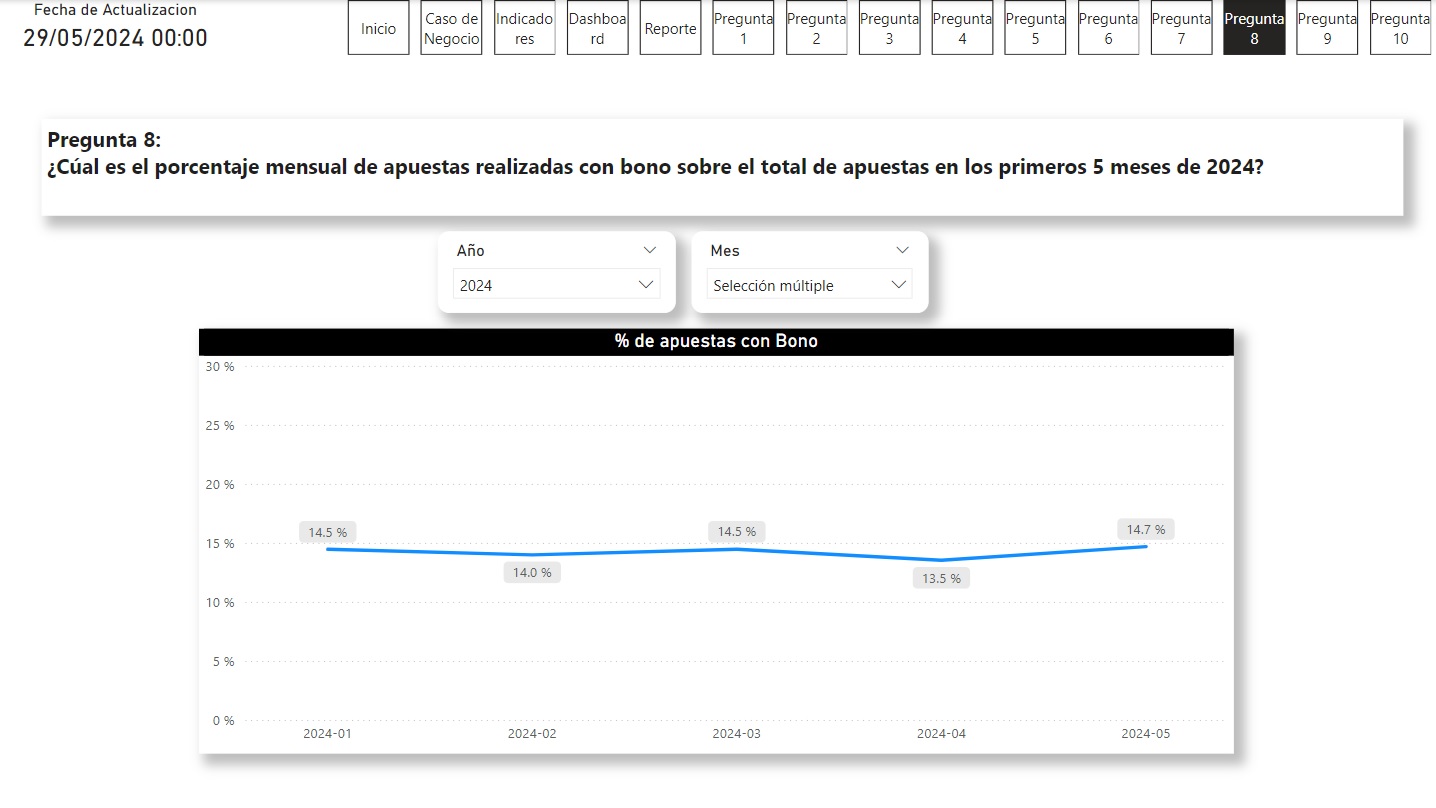 Fecha de Actualizacion
29/05/2024 00:00
Inicio
Caso de
Negocio
Indicado
res
Dashboa
rd
Reporte
Pregunta
1
Pregunta
2
Pregunta
3
Pregunta
4
Pregunta
5
Pregunta
6
Pregunta
7
Pregunta
8
Pregunta
9
Pregunta
10
Pregunta 8:
¿Cúal es el porcentaje mensual de apuestas realizadas con bono sobre el total de apuestas en los primeros 5 meses de 2024?
Año
2024
Mes
Selección múltiple
% de apuestas con Bono
30 %
25 %
20 %
15 %
10 %
5 %
0 %
14.5 %
14.0 %
14.5 %
13.5 %
14.7 %
2024-01
2024-02
2024-03
2024-04
2024-05